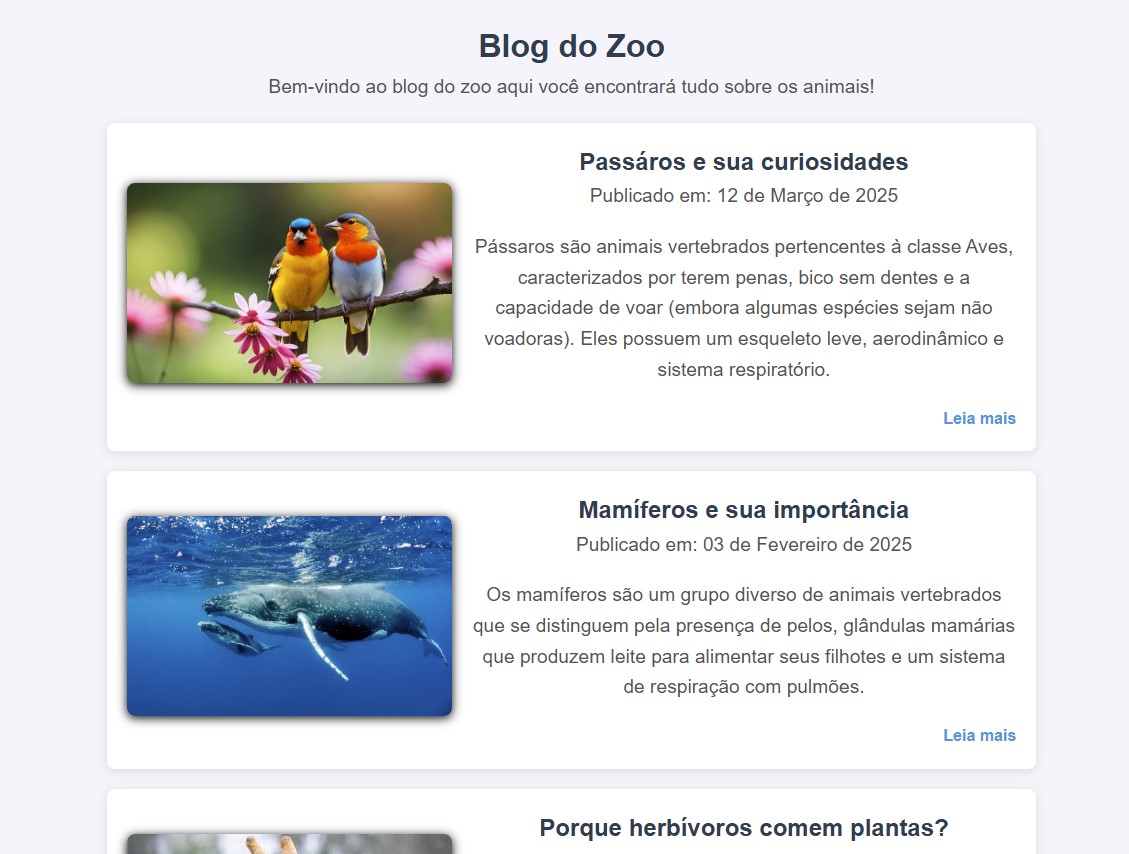 Blog do Zoo
Bem-vindo ao blog do zoo aqui você encontrará tudo sobre os animais!
Passáros e sua curiosidades
Publicado em: 12 de Março de 2025
Pássaros são animais vertebrados pertencentes à classe Aves,
caracterizados por terem penas, bico sem dentes e a
capacidade de voar (embora algumas espécies sejam não
voadoras). Eles possuem um esqueleto leve, aerodinâmico e
sistema respiratório.
Leia mais
Mamíferos e sua importância
Publicado em: 03 de Fevereiro de 2025
Os mamíferos são um grupo diverso de animais vertebrados
que se distinguem pela presença de pelos, glândulas mamárias
que produzem leite para alimentar seus filhotes e um sistema
de respiração com pulmões.
Leia mais
Porque herbívoros comem plantas?